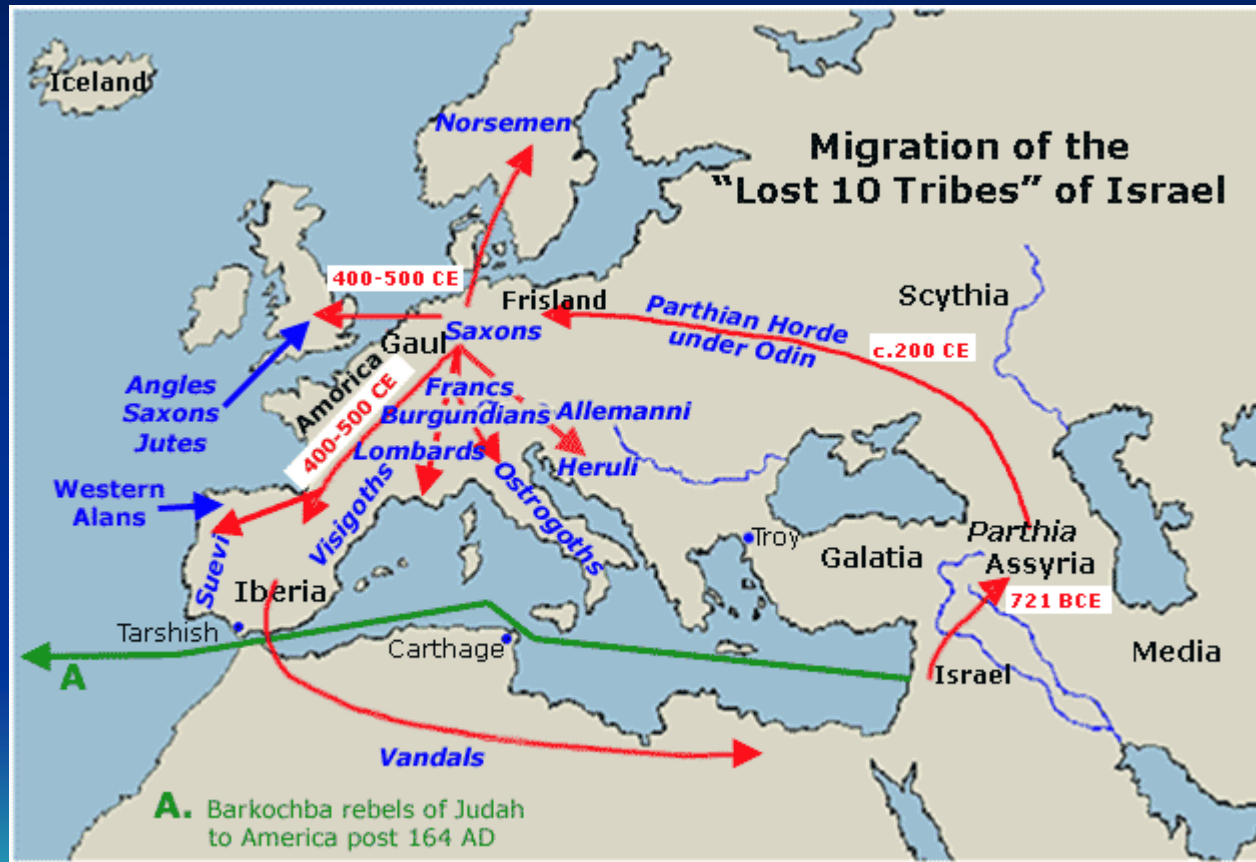 Iceland
Norsemen
Migration of the
“Lost 10 Tribes” of Israel
400-500 CE
Frisland
Scythia
Parthian Horde
under Odin
Saxons
Gaul
c.200 CE
Amorica
Angles
Saxons
Jutes
Francs
Burgundians
Allemanni
400-500 CE
Lombards
Heruli
Western
Alans
Visigoths
Ostrogoths
Suevi
Troy
Galatia
Parthia
Assyria
Iberia
721 BCE
Tarshish
Carthage
Media
Israel
A
Vandals
A. Barkochba rebels of Judah
to America post 164 AD